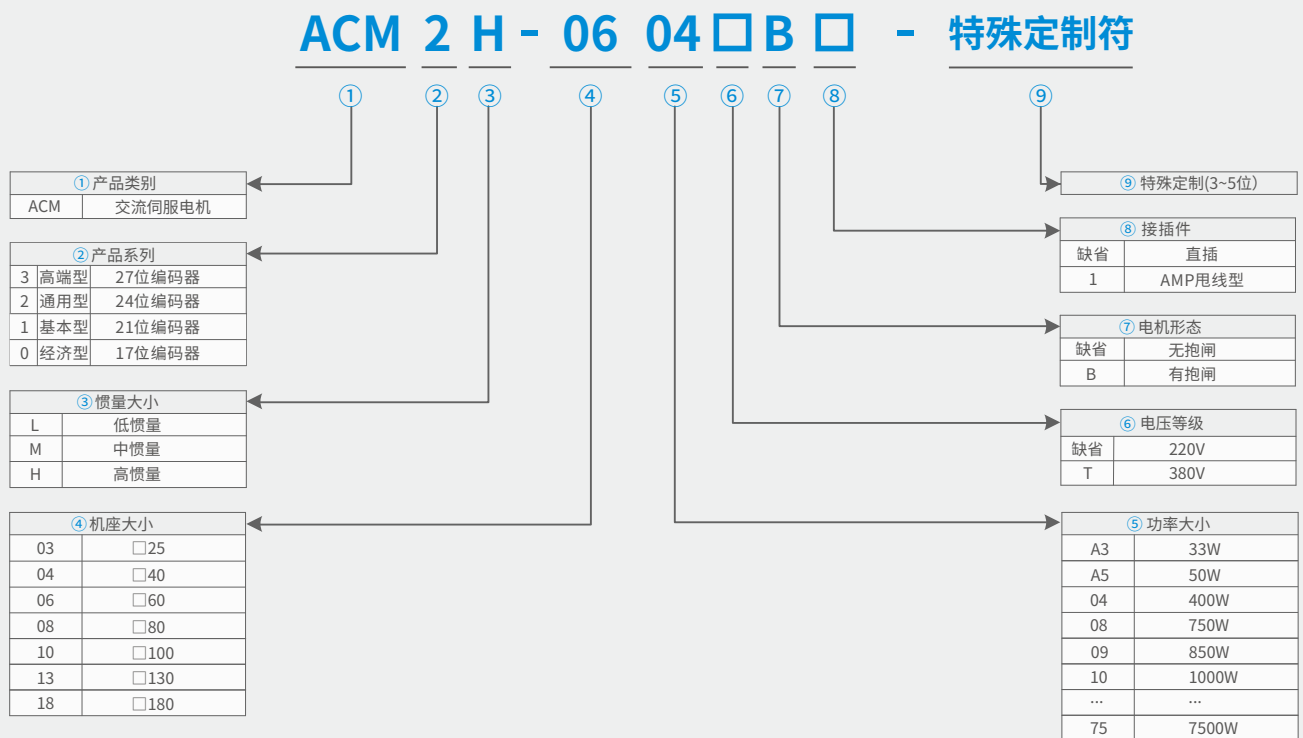 ACM 2 H - 06 04 □ B □ - 特殊定制符
① ② ③ ④ ⑤ ⑥ ⑦ ⑧ ⑨
①产品类别
ACM 交流伺服电机
②产品系列
3 高端型 27位编码器
2 通用型 24位编码器
1 基本型 21位编码器
0 经济型 17位编码器
③惯量大小
L 低惯量
M 中惯量
H 高惯量
④机座大小
03 □25
04 □40
06 □60
08 □80
10 □100
13 □130
18 □180
⑨特殊定制(3~5位)
⑧接插件
缺省 直插
1 AMP甩线型
⑦电机形态
缺省 无抱闸
B 有抱闸
⑥电压等级
缺省 220V
T 380V
⑤功率大小
A3 33W
A5 50W
04 400W
08 750W
09 850W
10 1000W
... ...
75 7500W